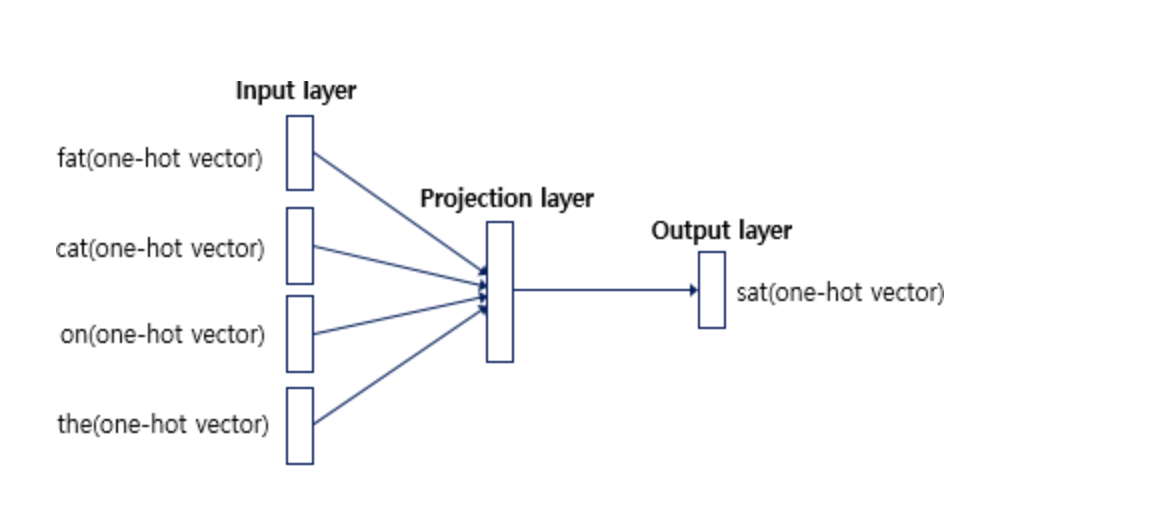 Input layer
fat(one-hot vector)
Projection layer
Output layer
cat(one-hot vector)
sat(one-hot vector)
on(one-hot vector)
the(one-hot vector)